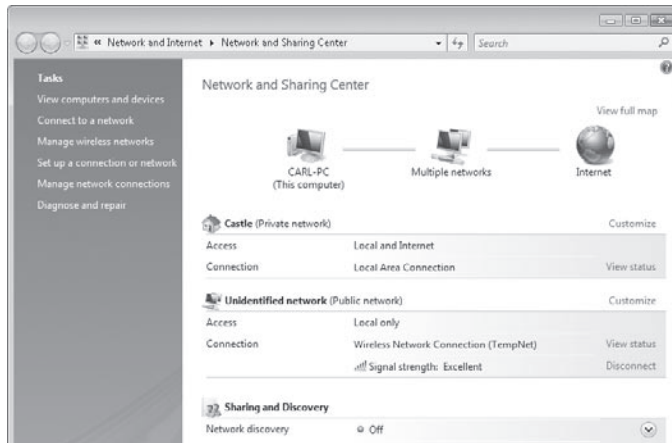 « Network and Internet ▸ Network and Sharing Center
Search
Tasks
View computers and devices
Connect to a network
Manage wireless networks
Set up a connection or network
Manage network connections
Diagnose and repair
Network and Sharing Center
View full map
CARL-PC
(This computer)
Multiple networks
Internet
Castle (Private network) Customize
Access Local and Internet
Connection Local Area Connection View status
Unidentified network (Public network) Customize
Access Local only
Connection Wireless Network Connection (TempNet) View status
Signal strength: Excellent Disconnect
Sharing and Discovery
Network discovery Off